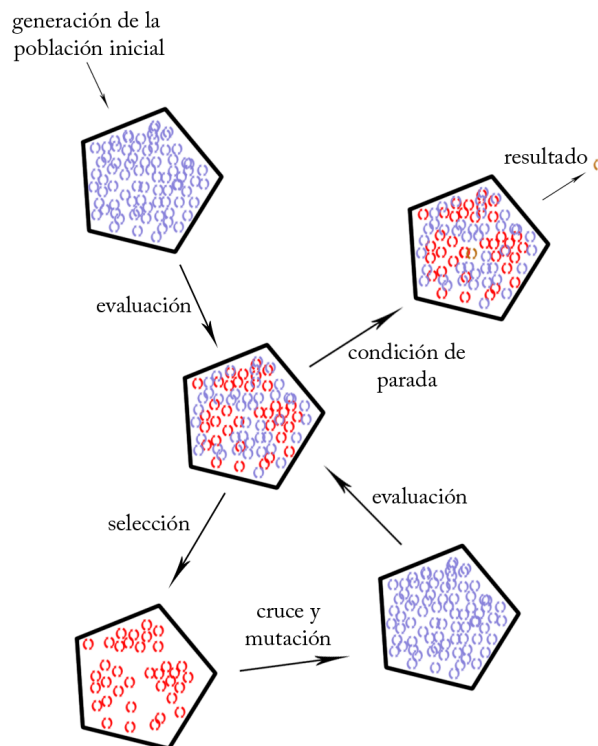 generación de la
población inicial
resultado
evaluación
condición de
parada
evaluación
selección
cruce y
mutación